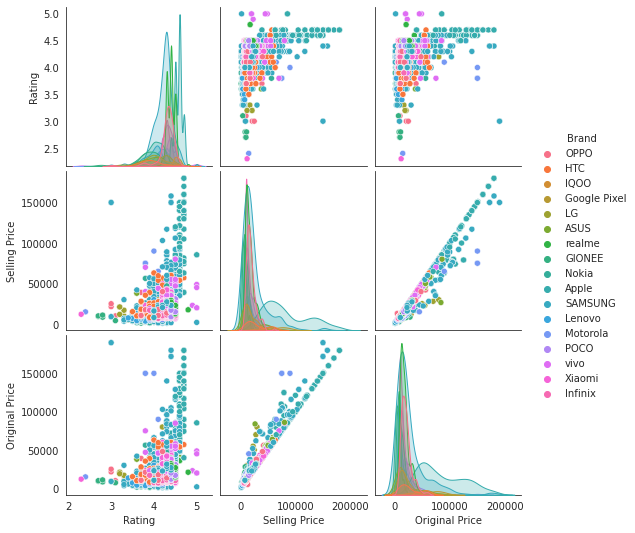 5.0
4.5
4.0
3.5
3.0
2.5
Rating
150000
100000
50000
0
Selling Price
150000
100000
50000
0
Original Price
2 3 4 5
Rating
0 100000 200000
Selling Price
0 100000 200000
Original Price
Brand
OPPO
HTC
IQOO
Google Pixel
LG
ASUS
realme
GIONEE
Nokia
Apple
SAMSUNG
Lenovo
Motorola
POCO
vivo
Xiaomi
Infinix